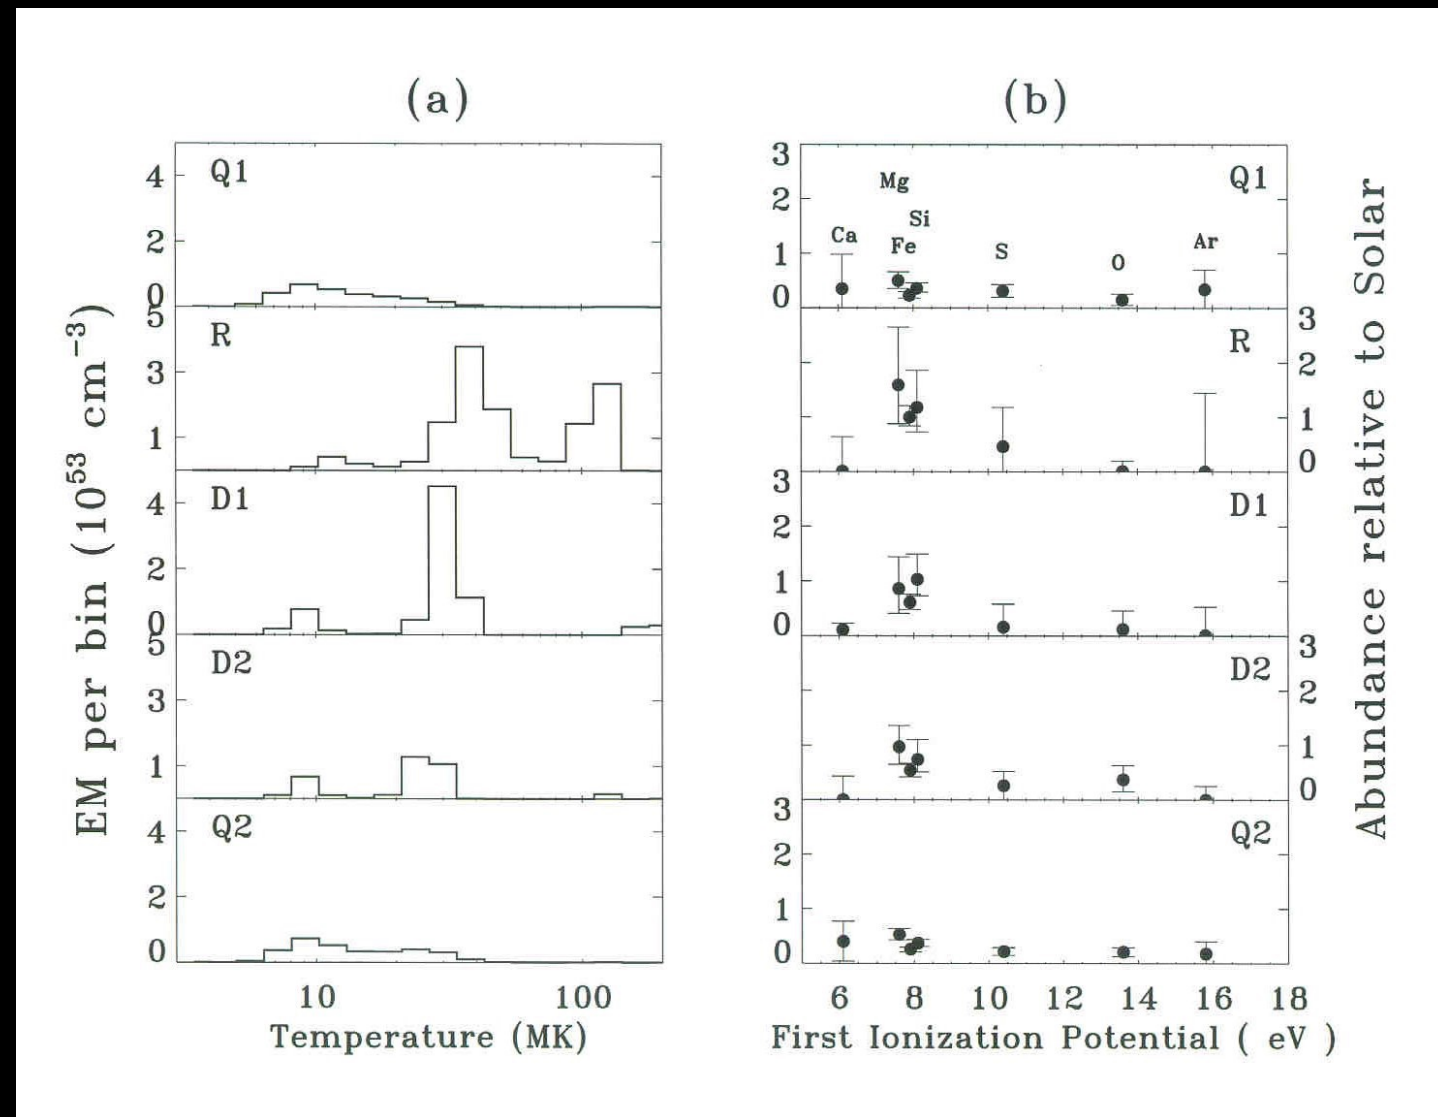 (a)
(b)
EM per bin (10^53 cm^−3)
4
2
0
Q1
5
3
1
R
4
2
0
D1
5
3
1
D2
4
2
0
Q2
10
100
Temperature (MK)
3
2
1
0
Q1
Mg
Si
Ca
Fe
S
O
Ar
R
3
2
1
0
3
2
1
0
D1
D2
3
2
1
0
3
2
1
0
Q2
6 8 10 12 14 16 18
First Ionization Potential ( eV )
Abundance relative to Solar